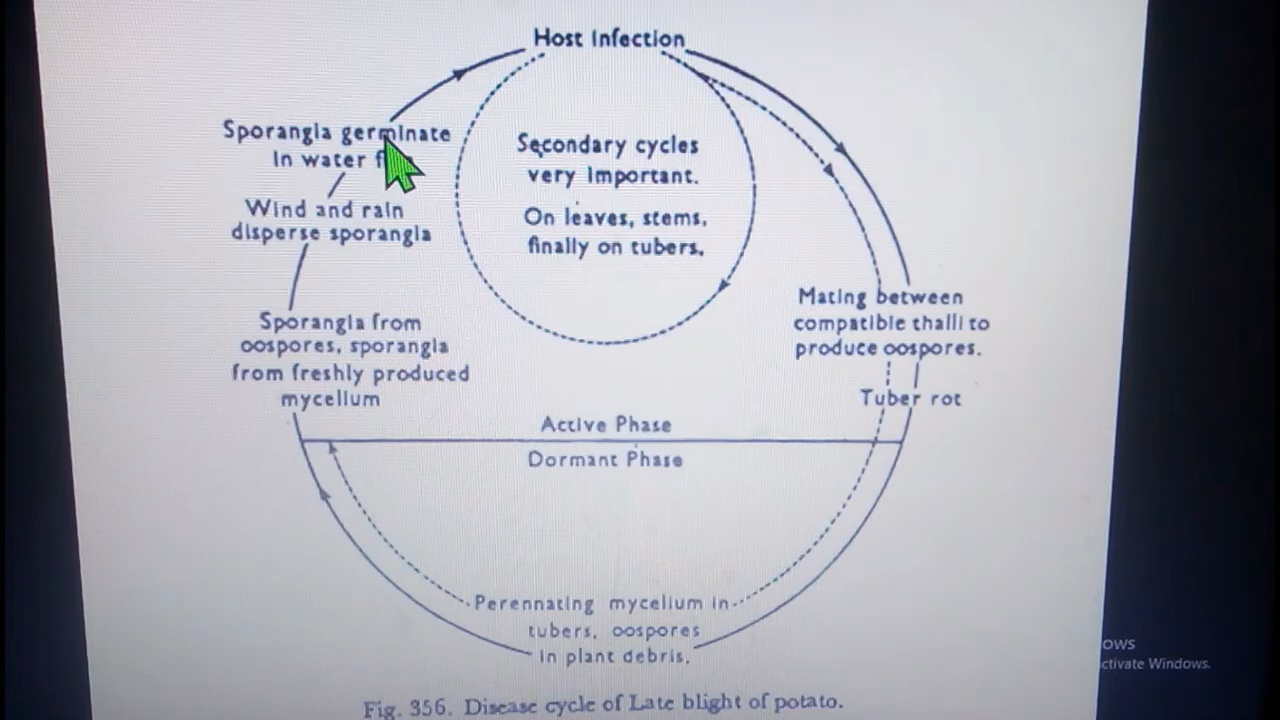 Host Infection
Sporangia germinate
in water
Wind and rain
disperse sporangia
Secondary cycles
very important.
On leaves, stems,
finally on tubers.
Mating between
compatible thalli to
produce oospores.
Sporangia from
oospores, sporangia
from freshly produced
mycelium
Tuber rot
Active Phase
Dormant Phase
Perennating mycelium in
tubers, oospores
in plant debris.
ows
ctivate Windows.
Fig. 356. Disease cycle of Late blight of potato.